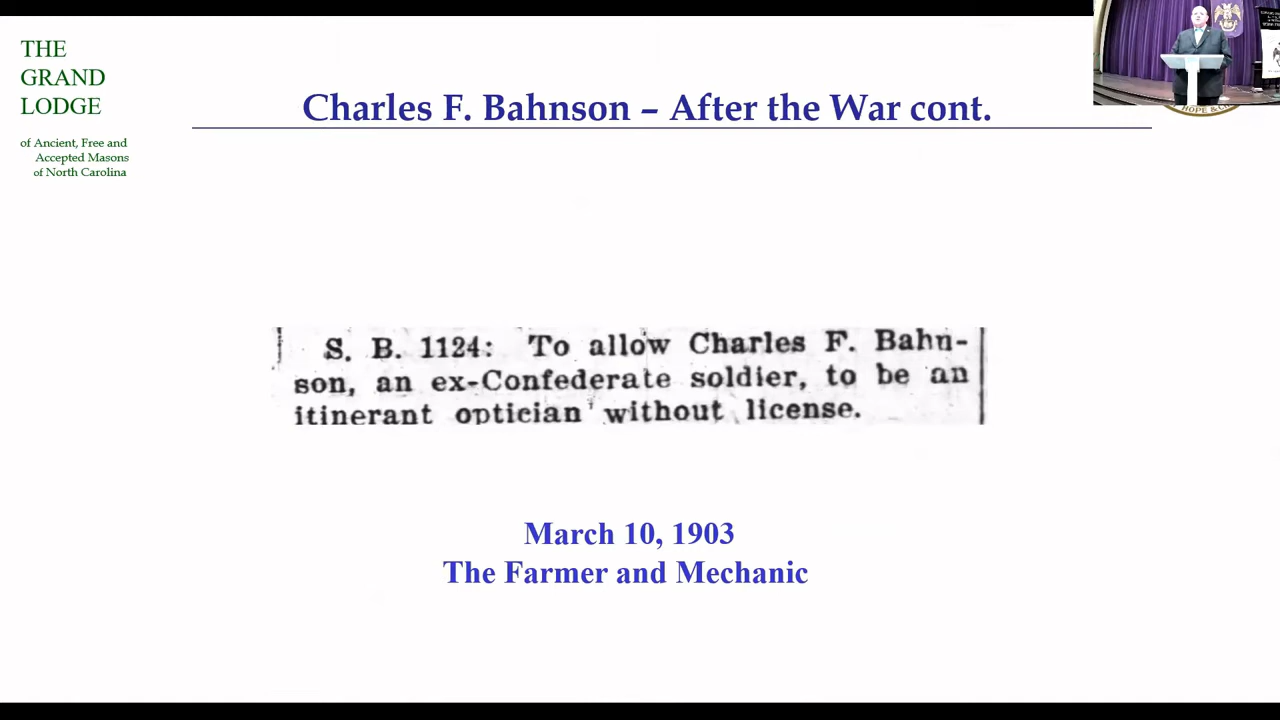 THE
GRAND
LODGE
of Ancient, Free and
Accepted Masons
of North Carolina
Charles F. Bahnson – After the War cont.
S. B. 1124: To allow Charles F. Bahn-
son, an ex-Confederate soldier, to be an
itinerant optician without license.
March 10, 1903
The Farmer and Mechanic